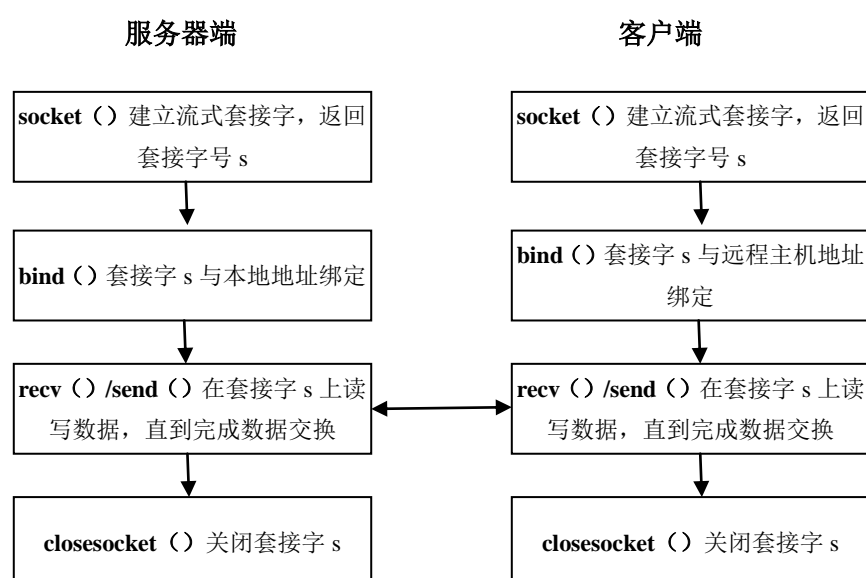 服务器端
socket（）建立流式套接字，返回
套接字号 s
bind（）套接字 s 与本地地址绑定
recv（）/send（）在套接字 s 上读
写数据，直到完成数据交换
closesocket（）关闭套接字 s
客户端
socket（）建立流式套接字，返回
套接字号 s
bind（）套接字 s 与远程主机地址
绑定
recv（）/send（）在套接字 s 上读
写数据，直到完成数据交换
closesocket（）关闭套接字 s